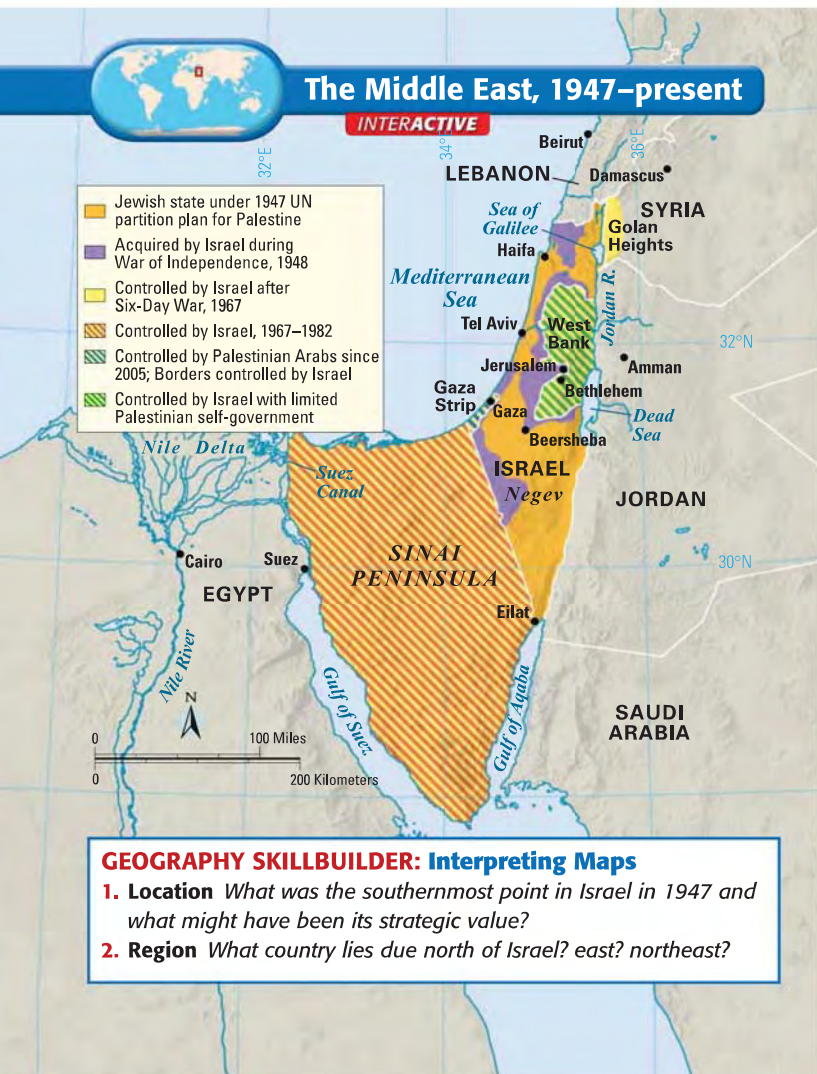 The Middle East, 1947–present
INTERACTIVE
32°E
34°
36°E
Beirut
LEBANON
Damascus
Jewish state under 1947 UN
partition plan for Palestine
Acquired by Israel during
War of Independence, 1948
Controlled by Israel after
Six-Day War, 1967
Controlled by Israel, 1967–1982
Controlled by Palestinian Arabs since
2005; Borders controlled by Israel
Controlled by Israel with limited
Palestinian self-government
Sea of
Galilee
SYRIA
Golan
Heights
Haifa
Mediterranean
Sea
Jordan R.
Tel Aviv
West
Bank
32°N
Jerusalem
Amman
Gaza
Strip
Bethlehem
Gaza
Dead
Sea
Beersheba
Nile Delta
Suez
Canal
ISRAEL
Negev
JORDAN
Cairo
Suez
SINAI
PENINSULA
30°N
EGYPT
Eilat
Nile River
N
Gulf of Suez
Gulf of Aqaba
SAUDI
ARABIA
0
100 Miles
0
200 Kilometers
GEOGRAPHY SKILLBUILDER: Interpreting Maps
1. Location What was the southernmost point in Israel in 1947 and
what might have been its strategic value?
2. Region What country lies due north of Israel? east? northeast?